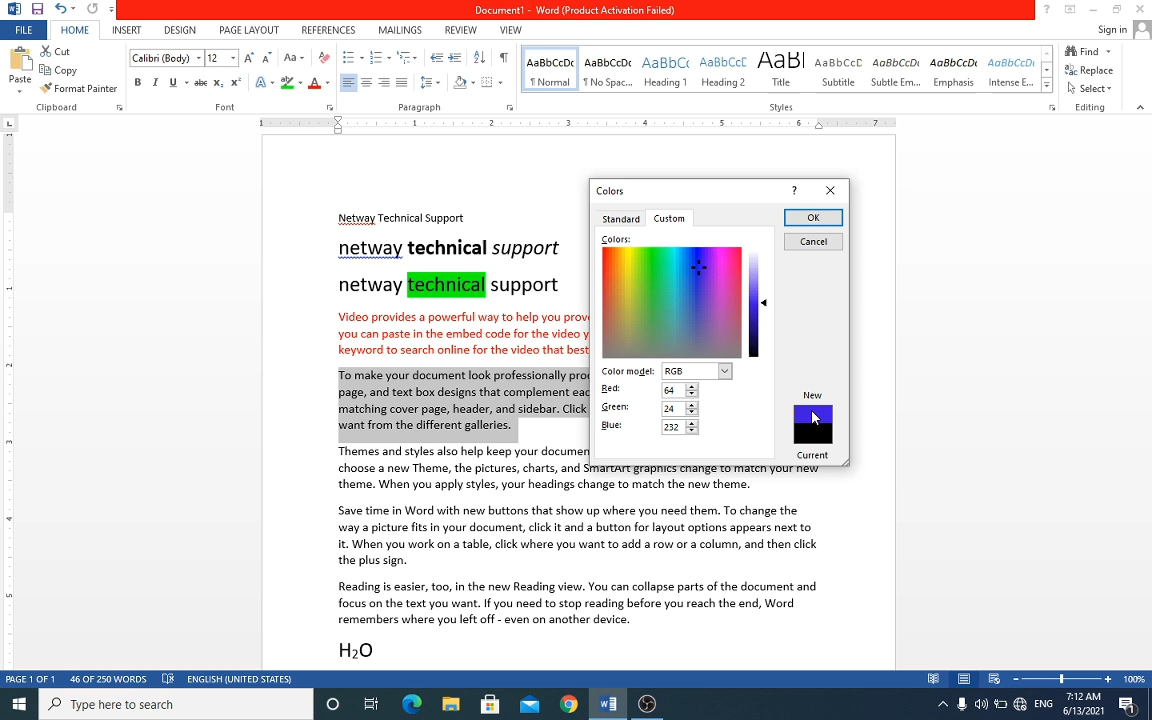 Document1 - Word (Product Activation Failed)
FILE HOME INSERT DESIGN PAGE LAYOUT REFERENCES MAILINGS REVIEW VIEW Sign in
Paste Cut Copy Format Painter
Calibri (Body) 12
AaBbCcDc AaBbCcDc AaBbCc AaBbCcE AaBl AaBbCcC AaBbCcDc AaBbCcDc AaBbCcDc
¶ Normal ¶ No Spac... Heading 1 Heading 2 Title Subtitle Subtle Em... Emphasis Intense E...
Find Replace Select
Clipboard Font Paragraph Styles Editing
1 1 2 3 4 5 6 7
Netway Technical Support
netway technical support
netway technical support
Video provides a powerful way to help you prove
you can paste in the embed code for the video y
keyword to search online for the video that best
To make your document look professionally prod
page, and text box designs that complement eac
matching cover page, header, and sidebar. Click
want from the different galleries.
Themes and styles also help keep your documen
choose a new Theme, the pictures, charts, and SmartArt graphics change to match your new
theme. When you apply styles, your headings change to match the new theme.
Save time in Word with new buttons that show up where you need them. To change the
way a picture fits in your document, click it and a button for layout options appears next to
it. When you work on a table, click where you want to add a row or a column, and then click
the plus sign.
Reading is easier, too, in the new Reading view. You can collapse parts of the document and
focus on the text you want. If you need to stop reading before you reach the end, Word
remembers where you left off - even on another device.
H₂O
Colors
Standard Custom
OK
Cancel
Colors:
Color model: RGB
Red: 64
Green: 24
Blue: 232
New
Current
PAGE 1 OF 1 46 OF 250 WORDS ENGLISH (UNITED STATES) 100%
Type here to search
ENG
7:12 AM
6/13/2021